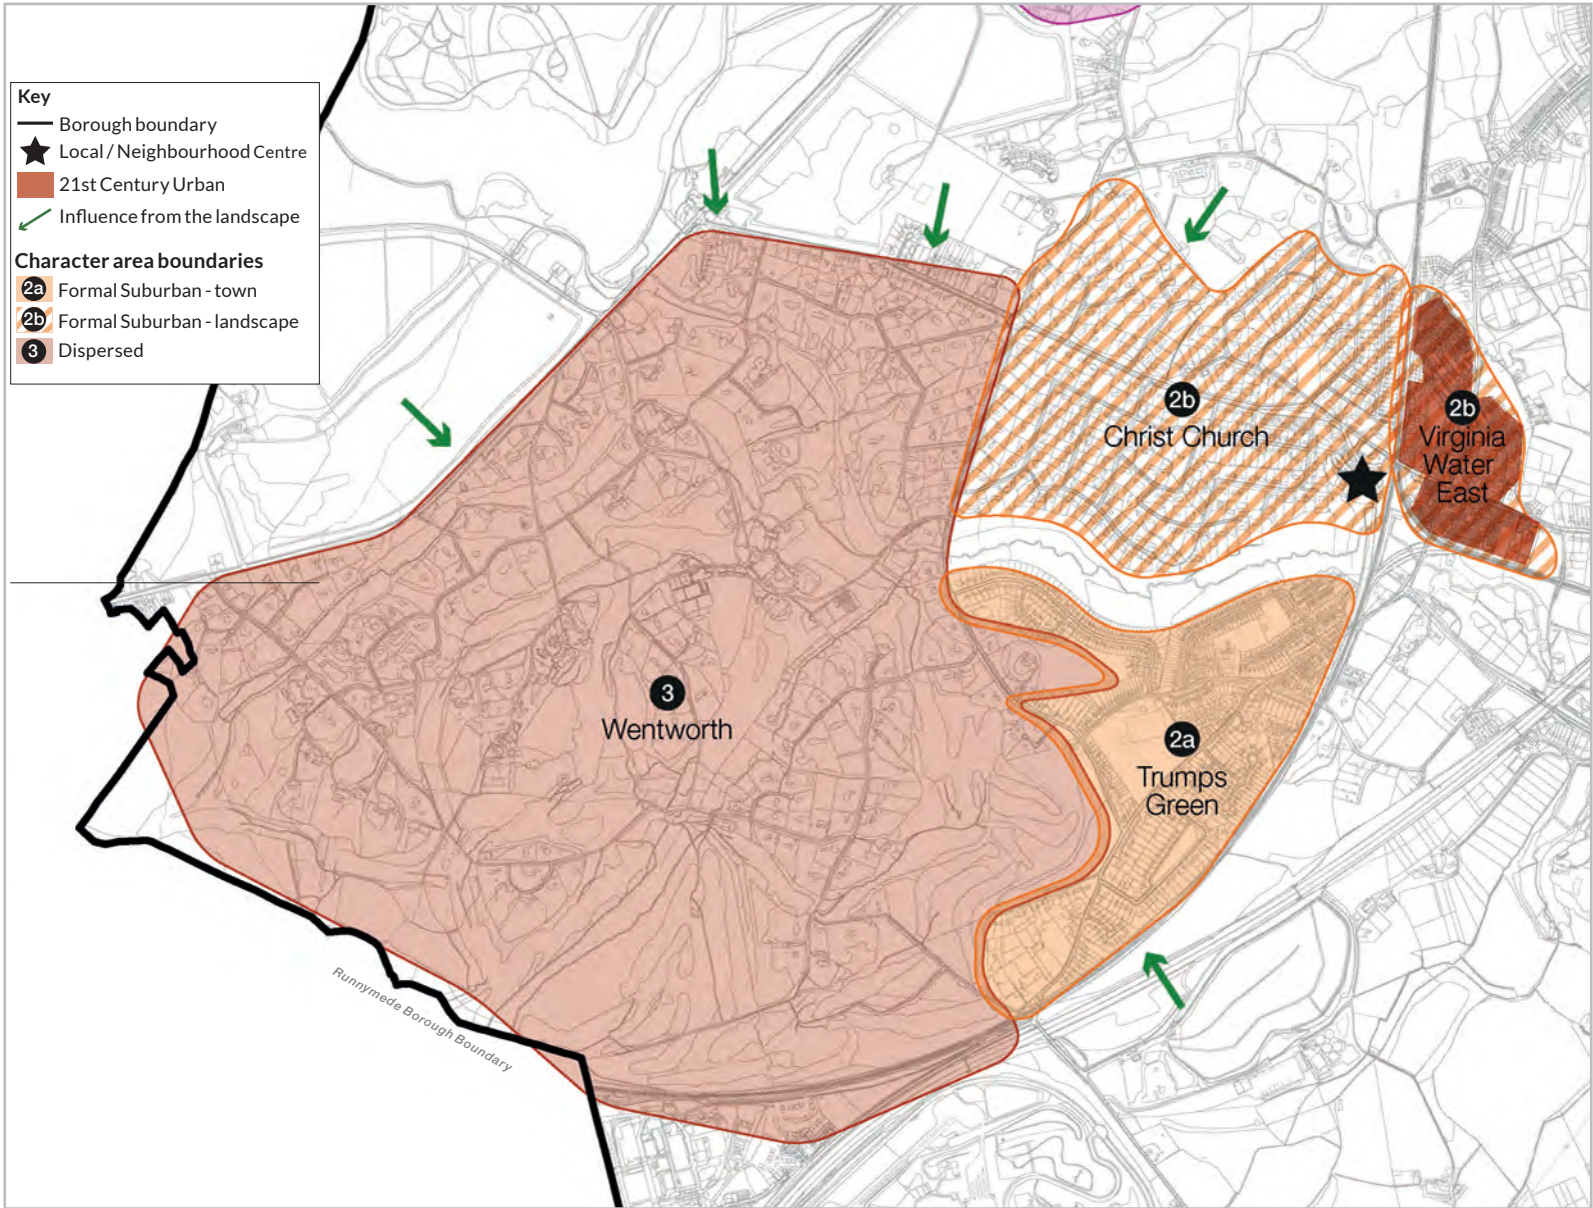 Key
Borough boundary
Local / Neighbourhood Centre
21st Century Urban
Influence from the landscape
Character area boundaries
2a Formal Suburban - town
2b Formal Suburban - landscape
3 Dispersed
2b
Christ Church
2b
Virginia
Water
East
3
Wentworth
2a
Trumps
Green
Runnymede Borough Boundary